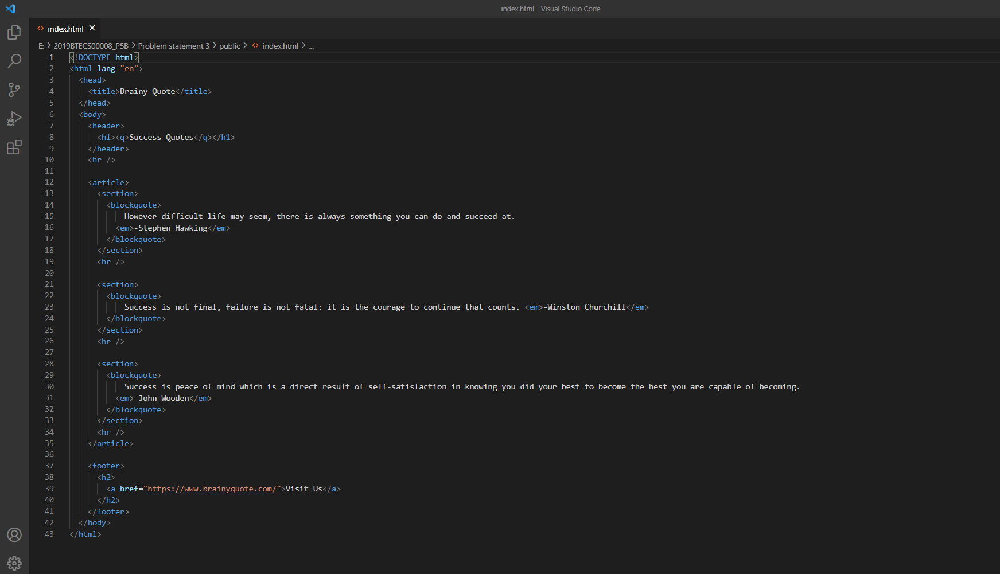 index.html - Visual Studio Code
index.html
E: > 2019BTECS00008_P5B > Problem statement 3 > public > index.html > ...
1 <!DOCTYPE html>
2 <html lang="en">
3 <head>
4 <title>Brainy Quote</title>
5 </head>
6 <body>
7 <header>
8 <h1><q>Success Quotes</q></h1>
9 </header>
10 <hr />
11
12 <article>
13 <section>
14 <blockquote>
15 However difficult life may seem, there is always something you can do and succeed at.
16 <em>-Stephen Hawking</em>
17 </blockquote>
18 </section>
19 <hr />
20
21 <section>
22 <blockquote>
23 Success is not final, failure is not fatal: it is the courage to continue that counts. <em>-Winston Churchill</em>
24 </blockquote>
25 </section>
26 <hr />
27
28 <section>
29 <blockquote>
30 Success is peace of mind which is a direct result of self-satisfaction in knowing you did your best to become the best you are capable of becoming.
31 <em>-John Wooden</em>
32 </blockquote>
33 </section>
34 <hr />
35 </article>
36
37 <footer>
38 <h2>
39 <a href="https://www.brainyquote.com/">Visit Us</a>
40 </h2>
41 </footer>
42 </body>
43 </html>